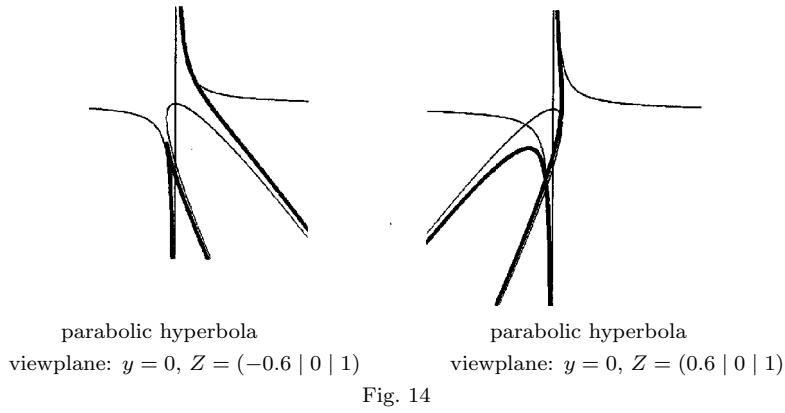 parabolic hyperbola
viewplane: y = 0, Z = (−0.6 | 0 | 1)
parabolic hyperbola
viewplane: y = 0, Z = (0.6 | 0 | 1)
Fig. 14